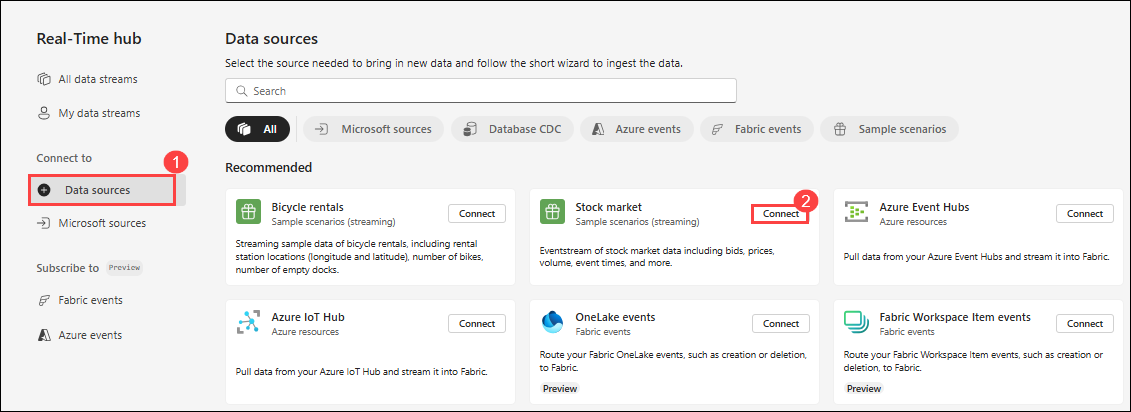 Real-Time hub
All data streams
My data streams
Connect to
1
Data sources
Microsoft sources
Subscribe to Preview
Fabric events
Azure events
Data sources
Select the source needed to bring in new data and follow the short wizard to ingest the data.
Search
All Microsoft sources Database CDC Azure events Fabric events Sample scenarios
Recommended
Bicycle rentals
Sample scenarios (streaming)
Connect
Streaming sample data of bicycle rentals, including rental
station locations (longitude and latitude), number of bikes,
number of empty docks.
Stock market
Sample scenarios (streaming)
2
Connect
Eventstream of stock market data including bids, prices,
volume, event times, and more.
Azure Event Hubs
Azure resources
Connect
Pull data from your Azure Event Hubs and stream it into Fabric.
Azure IoT Hub
Azure resources
Connect
Pull data from your Azure IoT Hub and stream it into Fabric.
OneLake events
Fabric events
Connect
Route your Fabric OneLake events, such as creation or deletion,
to Fabric.
Preview
Fabric Workspace Item events
Fabric events
Connect
Route your Fabric Workspace Item events, such as creation or
deletion, to Fabric.
Preview